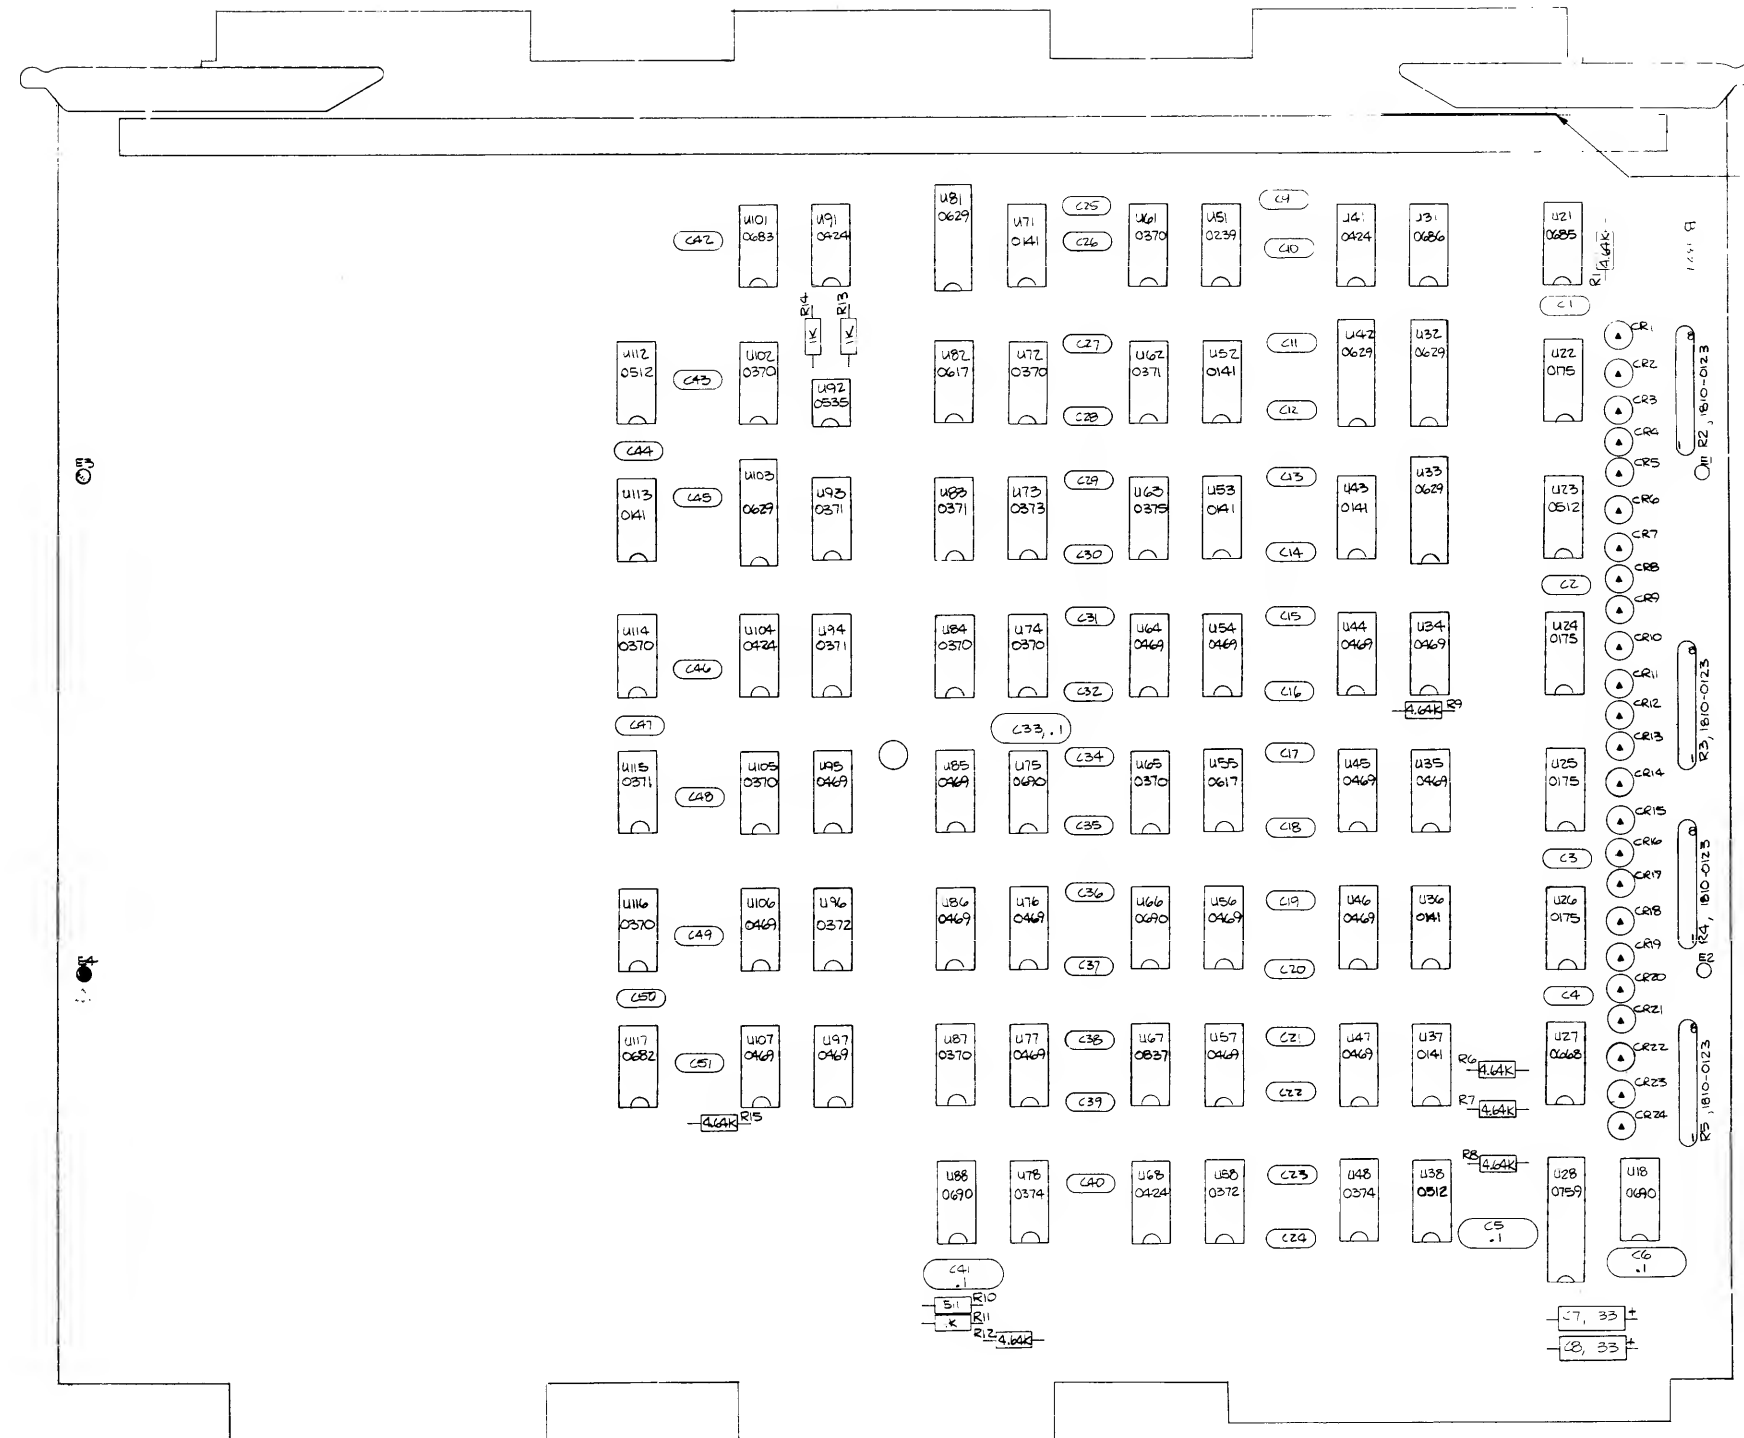 U81
0629
C25
C9
U101
0683
U91
0424
U71
0141
U61
0370
U51
0239
J41
0424
J31
0686
U21
0685
4.64K
R1
C42
C26
C10
C1
R14
1K
R13
1K
CR1
U112
0512
C43
U102
0370
U92
0535
U82
0617
U72
0370
C27
U62
0371
U52
0141
C11
U42
0629
U32
0629
U22
0175
CR2
CR3
R2, 1810-0123
C28
C12
CR4
C44
CR5
E3
E1
U113
0141
C45
U103
0629
U93
0371
U83
0371
U73
0373
C29
U63
0375
U53
0141
C13
U43
0141
U33
0629
U23
0512
CR6
CR7
C30
C14
CR8
C2
CR9
U114
0370
C46
U104
0424
U94
0371
U84
0370
U74
0370
C31
U64
0469
U54
0469
C15
U44
0469
U34
0469
U24
0175
CR10
CR11
C32
C16
4.64K
R9
CR12
R3, 1810-0123
C47
C33, .1
CR13
U115
0371
C48
U105
0370
U95
0469
U85
0469
U75
0690
C34
U65
0370
U55
0617
C17
U45
0469
U35
0469
U25
0175
CR14
CR15
C35
C18
CR16
C3
CR17
R4, 1810-0123
U116
0370
C49
U106
0469
U96
0372
U86
0469
U76
0469
C36
U66
0690
U56
0469
C19
U46
0469
U36
0141
U26
0175
CR18
CR19
E4
C37
C20
E2
CR20
C50
C4
CR21
U117
0682
C51
U107
0469
U97
0469
U87
0370
U77
0469
C38
U67
0837
U57
0469
C21
U47
0469
U37
0141
R6
4.64K
U27
0668
CR22
CR23
C39
C22
R7
4.64K
CR24
R5, 1810-0123
4.64K
R15
R8
4.64K
U88
0690
U78
0374
C40
U68
0424
U58
0372
C23
U48
0374
U38
0512
U28
0759
U18
0690
C24
C5
.1
C6
.1
C41
.1
511
R10
R11
R12
4.64K
C7, 33
+
C8, 33
+